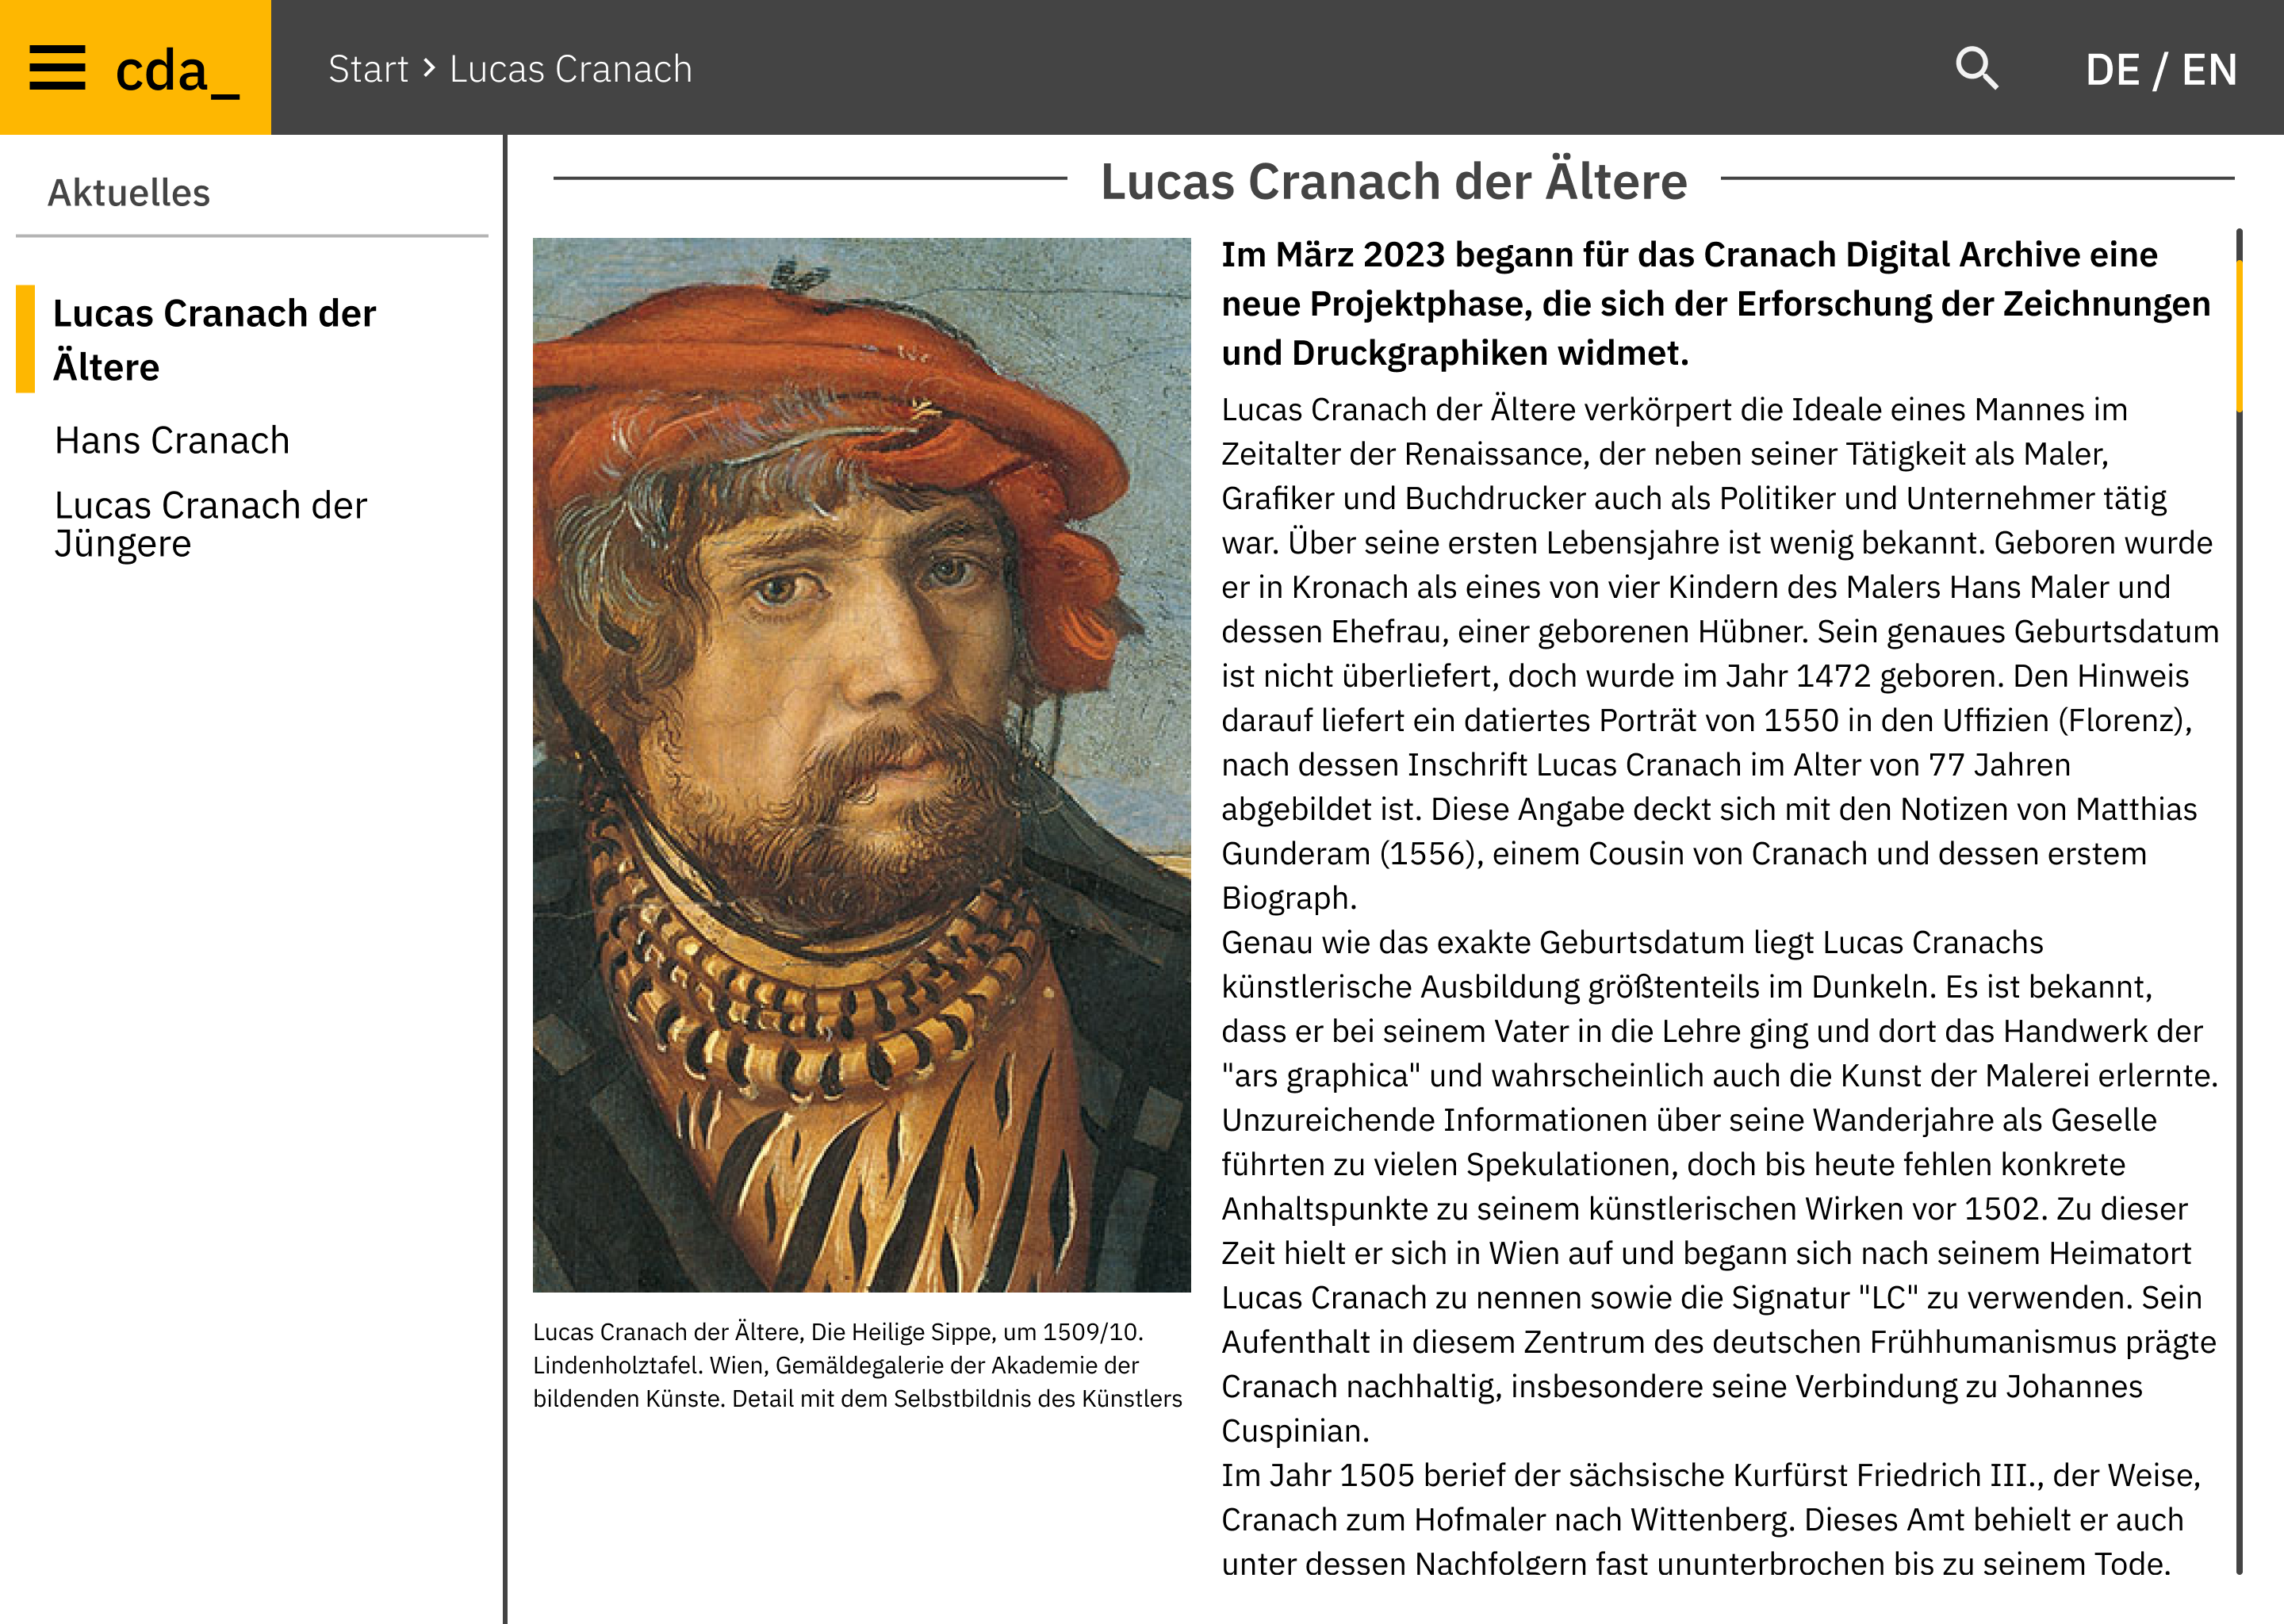 cda_
Start > Lucas Cranach
DE / EN
Aktuelles
Lucas Cranach der
Ältere
Hans Cranach
Lucas Cranach der
Jüngere
Lucas Cranach der Ältere
Lucas Cranach der Ältere, Die Heilige Sippe, um 1509/10.
Lindenholztafel. Wien, Gemäldegalerie der Akademie der
bildenden Künste. Detail mit dem Selbstbildnis des Künstlers
Im März 2023 begann für das Cranach Digital Archive eine
neue Projektphase, die sich der Erforschung der Zeichnungen
und Druckgraphiken widmet.
Lucas Cranach der Ältere verkörpert die Ideale eines Mannes im
Zeitalter der Renaissance, der neben seiner Tätigkeit als Maler,
Grafiker und Buchdrucker auch als Politiker und Unternehmer tätig
war. Über seine ersten Lebensjahre ist wenig bekannt. Geboren wurde
er in Kronach als eines von vier Kindern des Malers Hans Maler und
dessen Ehefrau, einer geborenen Hübner. Sein genaues Geburtsdatum
ist nicht überliefert, doch wurde im Jahr 1472 geboren. Den Hinweis
darauf liefert ein datiertes Porträt von 1550 in den Uffizien (Florenz),
nach dessen Inschrift Lucas Cranach im Alter von 77 Jahren
abgebildet ist. Diese Angabe deckt sich mit den Notizen von Matthias
Gunderam (1556), einem Cousin von Cranach und dessen erstem
Biograph.
Genau wie das exakte Geburtsdatum liegt Lucas Cranachs
künstlerische Ausbildung größtenteils im Dunkeln. Es ist bekannt,
dass er bei seinem Vater in die Lehre ging und dort das Handwerk der
"ars graphica" und wahrscheinlich auch die Kunst der Malerei erlernte.
Unzureichende Informationen über seine Wanderjahre als Geselle
führten zu vielen Spekulationen, doch bis heute fehlen konkrete
Anhaltspunkte zu seinem künstlerischen Wirken vor 1502. Zu dieser
Zeit hielt er sich in Wien auf und begann sich nach seinem Heimatort
Lucas Cranach zu nennen sowie die Signatur "LC" zu verwenden. Sein
Aufenthalt in diesem Zentrum des deutschen Frühhumanismus prägte
Cranach nachhaltig, insbesondere seine Verbindung zu Johannes
Cuspinian.
Im Jahr 1505 berief der sächsische Kurfürst Friedrich III., der Weise,
Cranach zum Hofmaler nach Wittenberg. Dieses Amt behielt er auch
unter dessen Nachfolgern fast ununterbrochen bis zu seinem Tode.